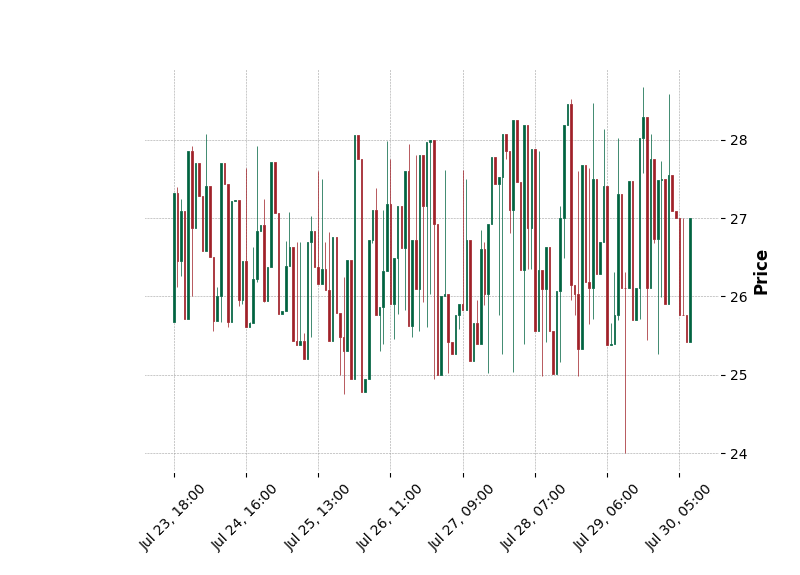 28
27
26
25
24
Price
Jul 23, 18:00
Jul 24, 16:00
Jul 25, 13:00
Jul 26, 11:00
Jul 27, 09:00
Jul 28, 07:00
Jul 29, 06:00
Jul 30, 05:00